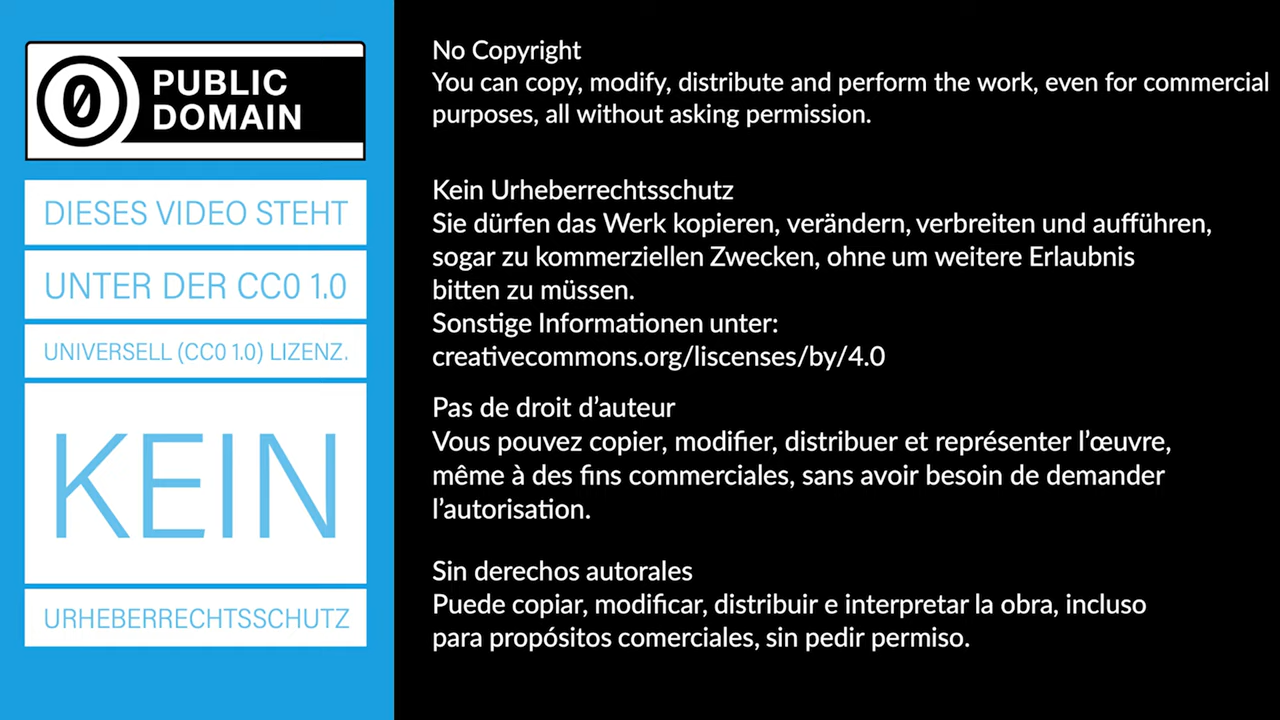 0 PUBLIC
DOMAIN
DIESES VIDEO STEHT
UNTER DER CC0 1.0
UNIVERSELL (CC0 1.0) LIZENZ.
KEIN
URHEBERRECHTSSCHUTZ
No Copyright
You can copy, modify, distribute and perform the work, even for commercial
purposes, all without asking permission.
Kein Urheberrechtsschutz
Sie dürfen das Werk kopieren, verändern, verbreiten und aufführen,
sogar zu kommerziellen Zwecken, ohne um weitere Erlaubnis
bitten zu müssen.
Sonstige Informationen unter:
creativecommons.org/liscenses/by/4.0
Pas de droit d’auteur
Vous pouvez copier, modifier, distribuer et représenter l’œuvre,
même à des fins commerciales, sans avoir besoin de demander
l’autorisation.
Sin derechos autorales
Puede copiar, modificar, distribuir e interpretar la obra, incluso
para propósitos comerciales, sin pedir permiso.